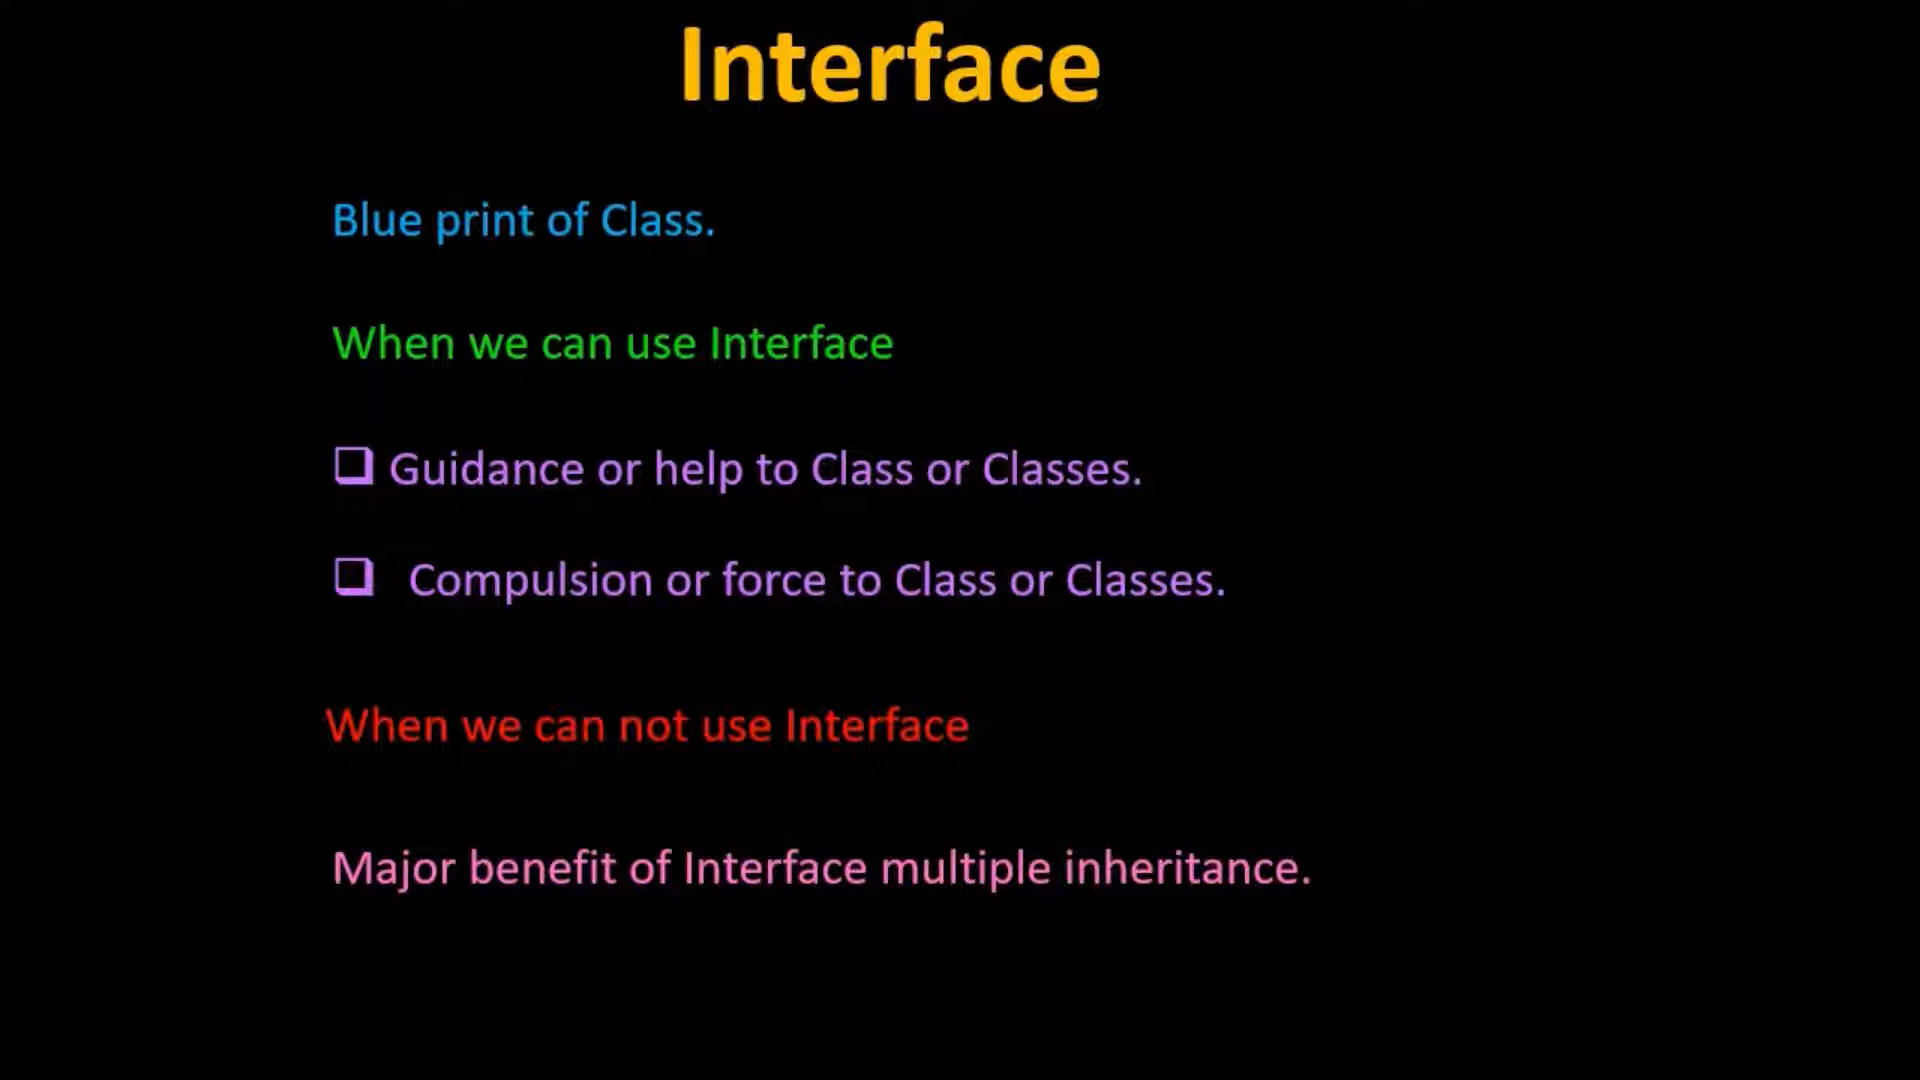 Interface
Blue print of Class.
When we can use Interface
❑ Guidance or help to Class or Classes.
❑ Compulsion or force to Class or Classes.
When we can not use Interface
Major benefit of Interface multiple inheritance.